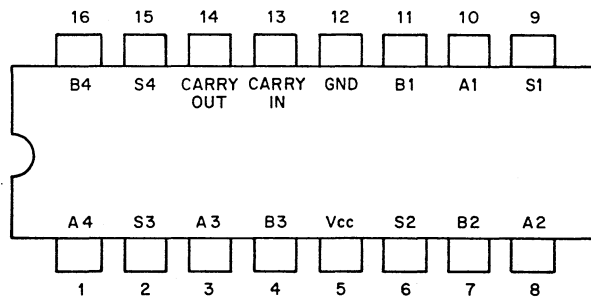 16 15 14 13 12 11 10 9
B4 S4 CARRY OUT CARRY IN GND B1 A1 S1
A4 S3 A3 B3 Vcc S2 B2 A2
1 2 3 4 5 6 7 8